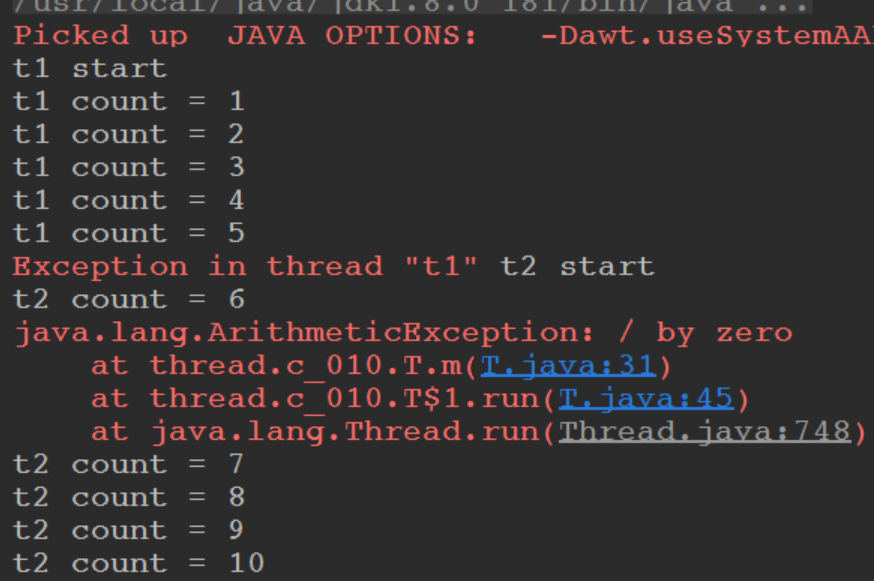 /usr/local/java/jdk1.8.0_181/bin/java ...
Picked up _JAVA_OPTIONS:   -Dawt.useSystemAA
t1 start
t1 count = 1
t1 count = 2
t1 count = 3
t1 count = 4
t1 count = 5
Exception in thread "t1" t2 start
t2 count = 6
java.lang.ArithmeticException: / by zero
    at thread.c_010.T.m(T.java:31)
    at thread.c_010.T$1.run(T.java:45)
    at java.lang.Thread.run(Thread.java:748)
t2 count = 7
t2 count = 8
t2 count = 9
t2 count = 10